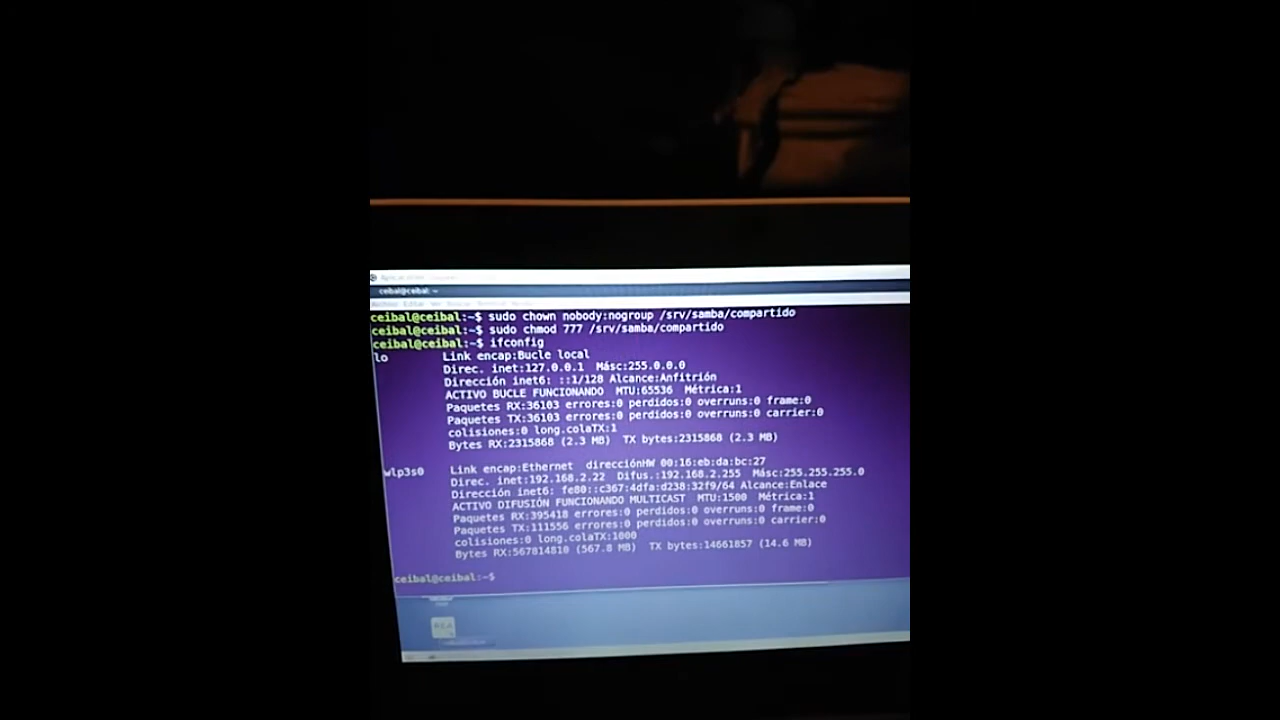 ceibal@ceibal: ~
ceibal@ceibal:~$ sudo chown nobody:nogroup /srv/samba/compartido
ceibal@ceibal:~$ sudo chmod 777 /srv/samba/compartido
ceibal@ceibal:~$ ifconfig
lo Link encap:Bucle local
Direc. inet:127.0.0.1 Másc:255.0.0.0
Dirección inet6: ::1/128 Alcance:Anfitrión
ACTIVO BUCLE FUNCIONANDO MTU:65536 Métrica:1
Paquetes RX:36103 errores:0 perdidos:0 overruns:0 frame:0
Paquetes TX:36103 errores:0 perdidos:0 overruns:0 carrier:0
colisiones:0 long.colaTX:1
Bytes RX:2315868 (2.3 MB) TX bytes:2315868 (2.3 MB)
wlp3s0 Link encap:Ethernet direcciónHW 00:16:eb:da:bc:27
Direc. inet:192.168.2.22 Difus.:192.168.2.255 Másc:255.255.255.0
Dirección inet6: fe80::c367:4dfa:d238:32f9/64 Alcance:Enlace
ACTIVO DIFUSIÓN FUNCIONANDO MULTICAST MTU:1500 Métrica:1
Paquetes RX:395418 errores:0 perdidos:0 overruns:0 frame:0
Paquetes TX:111556 errores:0 perdidos:0 overruns:0 carrier:0
colisiones:0 long.colaTX:1000
Bytes RX:567814810 (567.8 MB) TX bytes:14661857 (14.6 MB)
ceibal@ceibal:~$